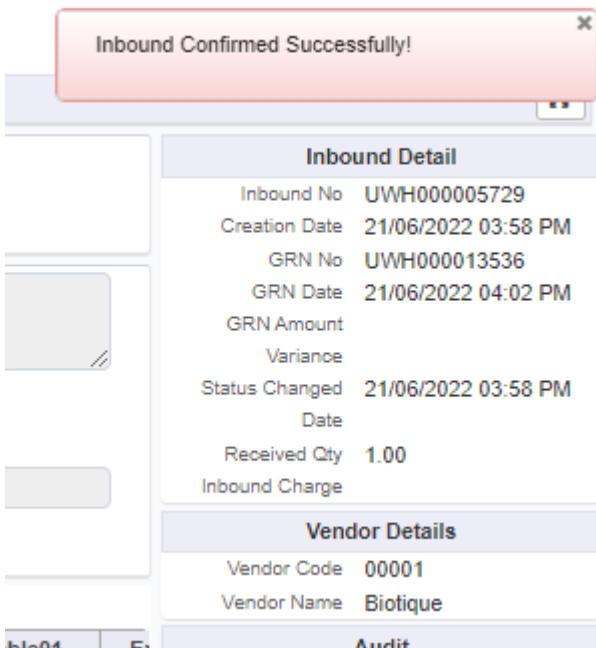 Inbound Confirmed Successfully!
Inbound Detail
Inbound No UWH000005729
Creation Date 21/06/2022 03:58 PM
GRN No UWH000013536
GRN Date 21/06/2022 04:02 PM
GRN Amount
Variance
Status Changed 21/06/2022 03:58 PM
Date
Received Qty 1.00
Inbound Charge
Vendor Details
Vendor Code 00001
Vendor Name Biotique
Audit